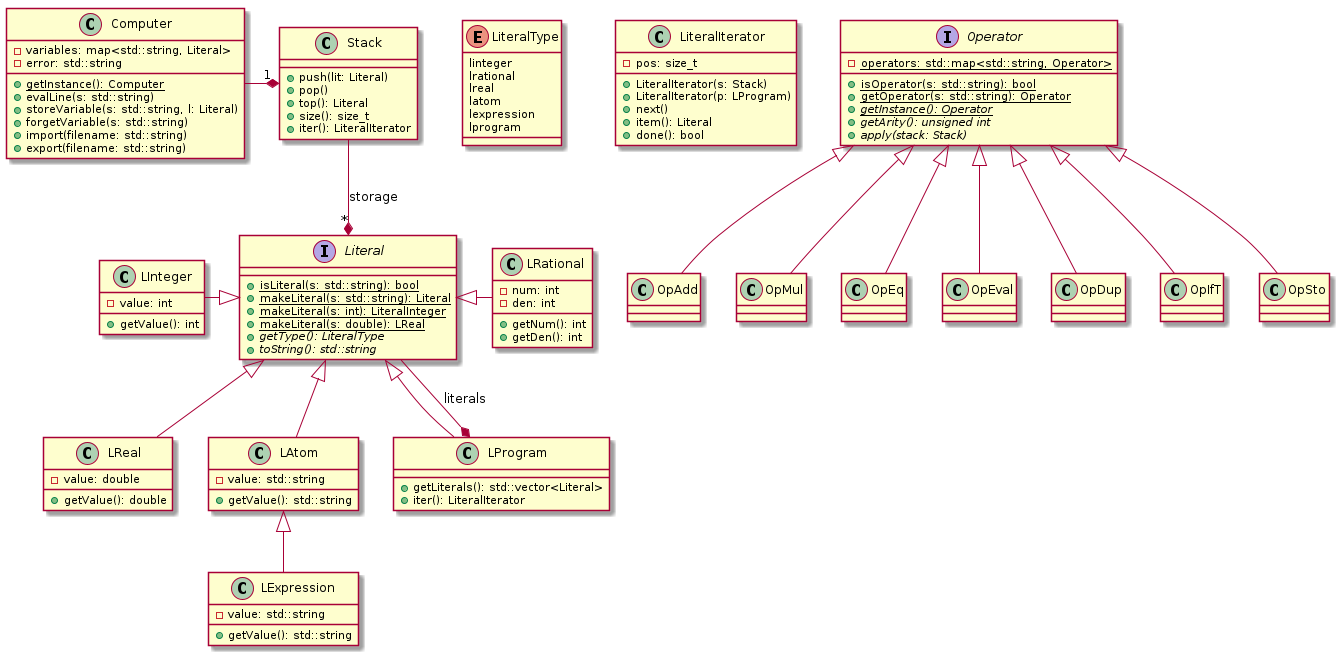 C Computer
variables: map<std::string, Literal>
error: std::string
getInstance(): Computer
evalLine(s: std::string)
storeVariable(s: std::string, l: Literal)
forgetVariable(s: std::string)
import(filename: std::string)
export(filename: std::string)
1
C Stack
push(lit: Literal)
pop()
top(): Literal
size(): size_t
iter(): LiteralIterator
E LiteralType
linteger
lrational
lreal
latom
lexpression
lprogram
C LiteralIterator
pos: size_t
LiteralIterator(s: Stack)
LiteralIterator(p: LProgram)
next()
item(): Literal
done(): bool
I Operator
operators: std::map<std::string, Operator>
isOperator(s: std::string): bool
getOperator(s: std::string): Operator
getInstance(): Operator
getArity(): unsigned int
apply(stack: Stack)
storage
*
C LInteger
value: int
getValue(): int
I Literal
isLiteral(s: std::string): bool
makeLiteral(s: std::string): Literal
makeLiteral(s: int): LiteralInteger
makeLiteral(s: double): LReal
getType(): LiteralType
toString(): std::string
C LRational
num: int
den: int
getNum(): int
getDen(): int
C OpAdd
C OpMul
C OpEq
C OpEval
C OpDup
C OpIfT
C OpSto
literals
C LReal
value: double
getValue(): double
C LAtom
value: std::string
getValue(): std::string
C LProgram
getLiterals(): std::vector<Literal>
iter(): LiteralIterator
C LExpression
value: std::string
getValue(): std::string